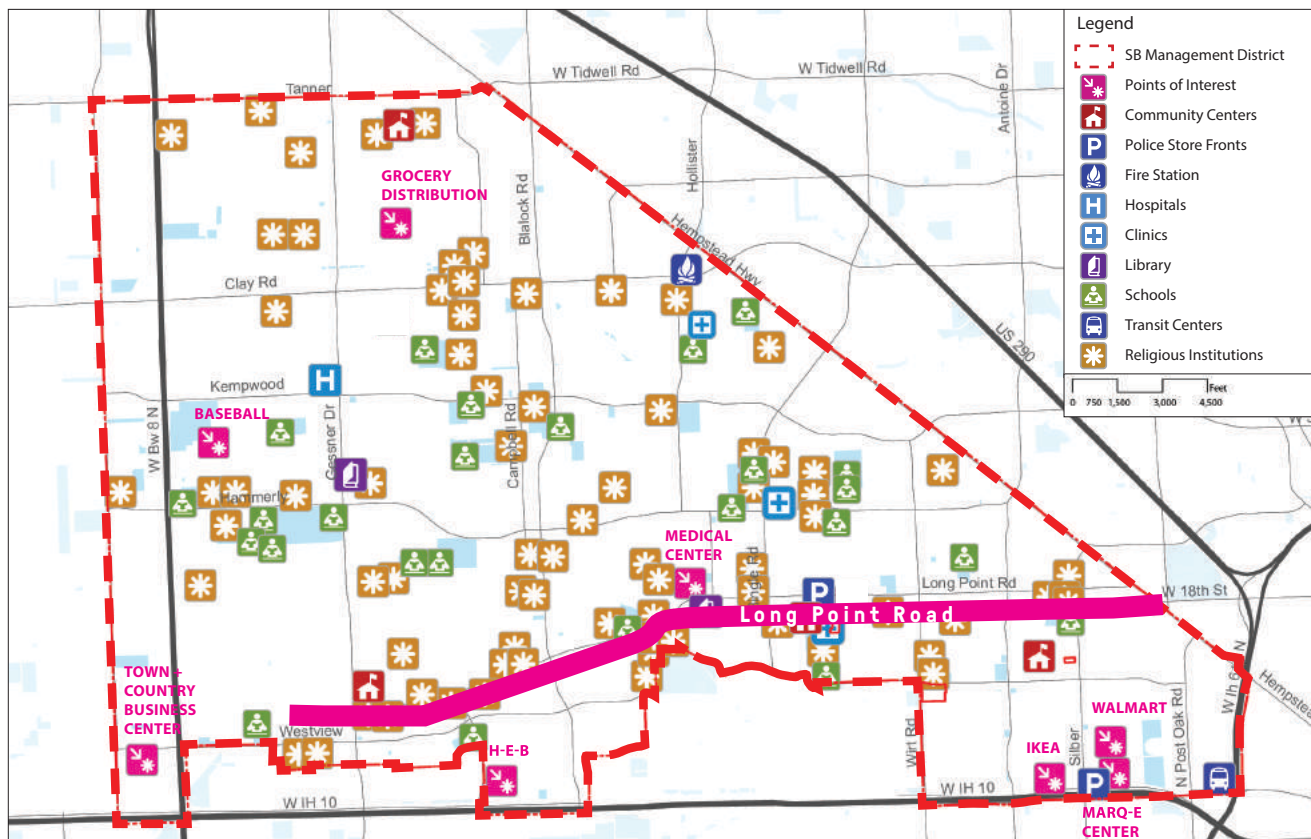 Legend
SB Management District
Points of Interest
Community Centers
P
Police Store Fronts
Fire Station
H
Hospitals
Clinics
Library
Schools
Transit Centers
Religious Institutions
Feet
0 750 1,500 3,000 4,500
W Tidwell Rd
W Tidwell Rd
Tanner
Antoine Dr
Hollister
GROCERY
DISTRIBUTION
Blalock Rd
Hempstead Hwy
Clay Rd
US 290
Kempwood
H
BASEBALL
W Bw 8 N
Gessner Dr
Campbell Rd
Hammerly
MEDICAL
CENTER
Long Point Rd
P
W 18th St
Long Point Road
TOWN +
COUNTRY
BUSINESS
CENTER
Westview
H-E-B
Wirt Rd
Silber
WALMART
IKEA
N Post Oak Rd
Hempstea
W IH 10
W IH 10
P
MARQ-E
CENTER